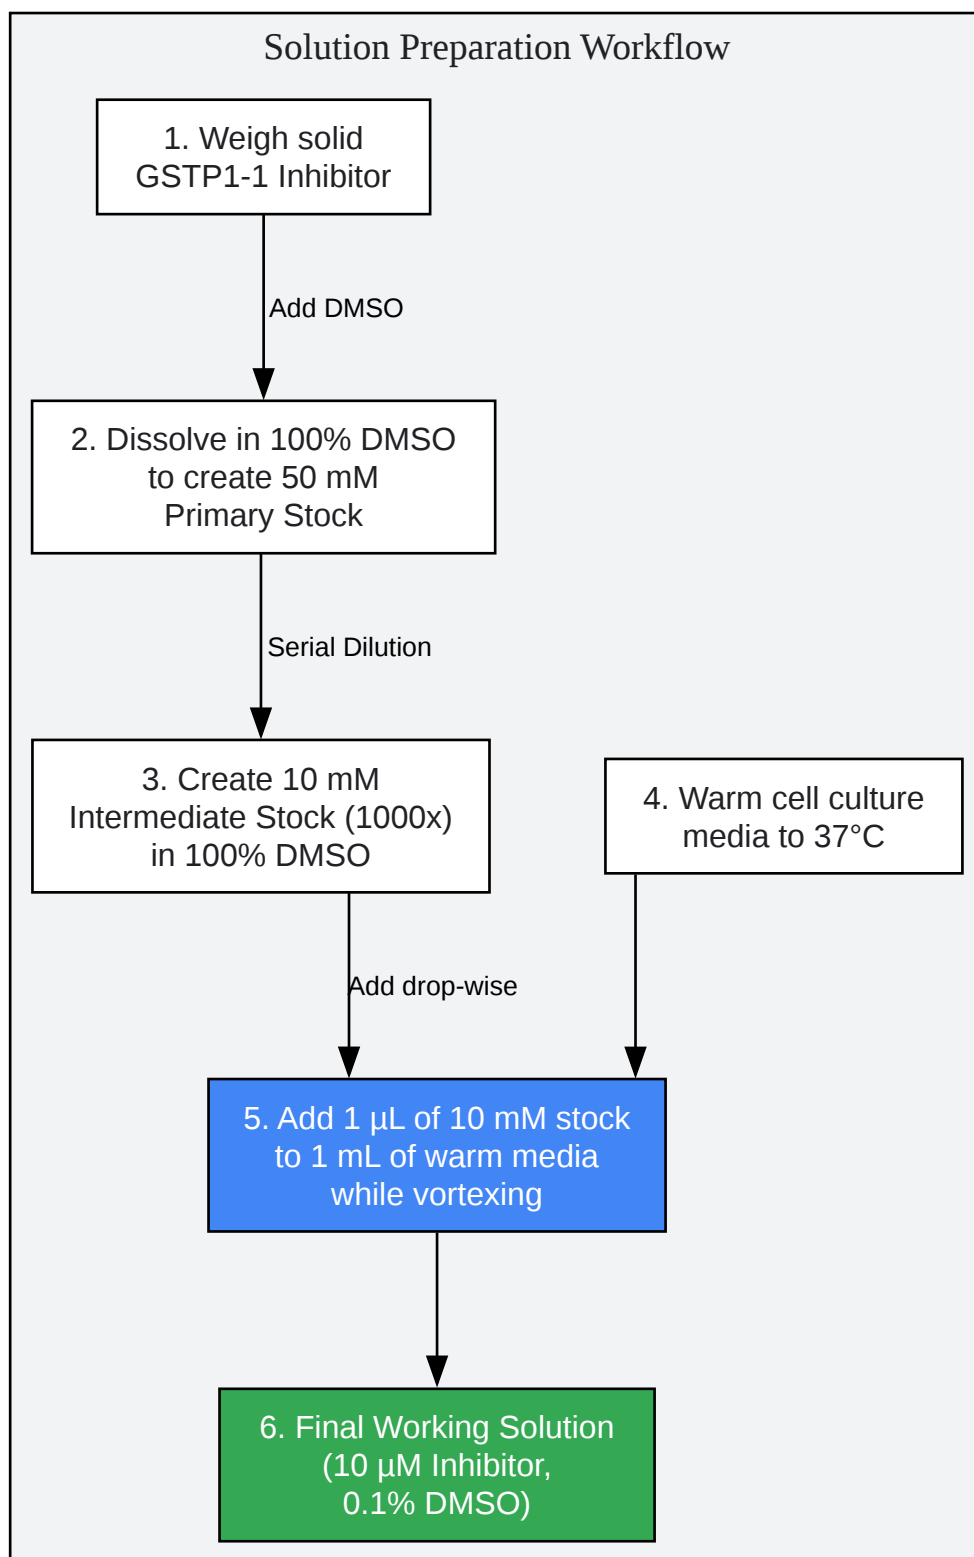 Solution Preparation Workflow
1. Weigh solid
GSTP1-1 Inhibitor
Add DMSO
2. Dissolve in 100% DMSO
to create 50 mM
Primary Stock
Serial Dilution
3. Create 10 mM
Intermediate Stock (1000x)
in 100% DMSO
4. Warm cell culture
media to 37°C
Add drop-wise
5. Add 1 µL of 10 mM stock
to 1 mL of warm media
while vortexing
6. Final Working Solution
(10 µM Inhibitor,
0.1% DMSO)